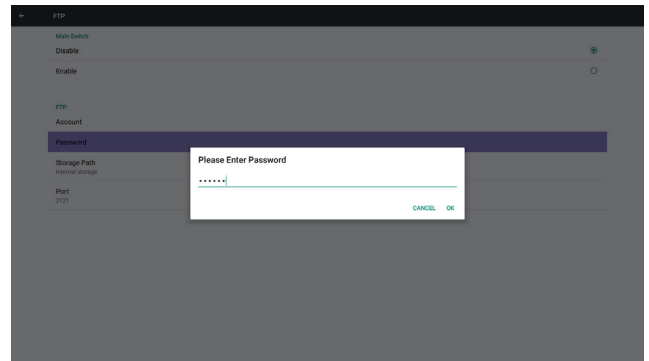 FTP
Main Switch
Disable
Enable
FTP
Account
Password
Storage Path
Internal storage
Port
2121
Please Enter Password
••••••
CANCEL OK